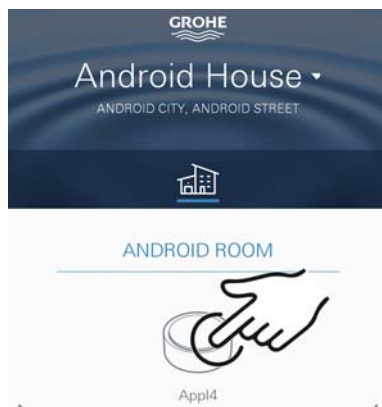 GROHE
Android House
ANDROID CITY, ANDROID STREET
ANDROID ROOM
Appl4